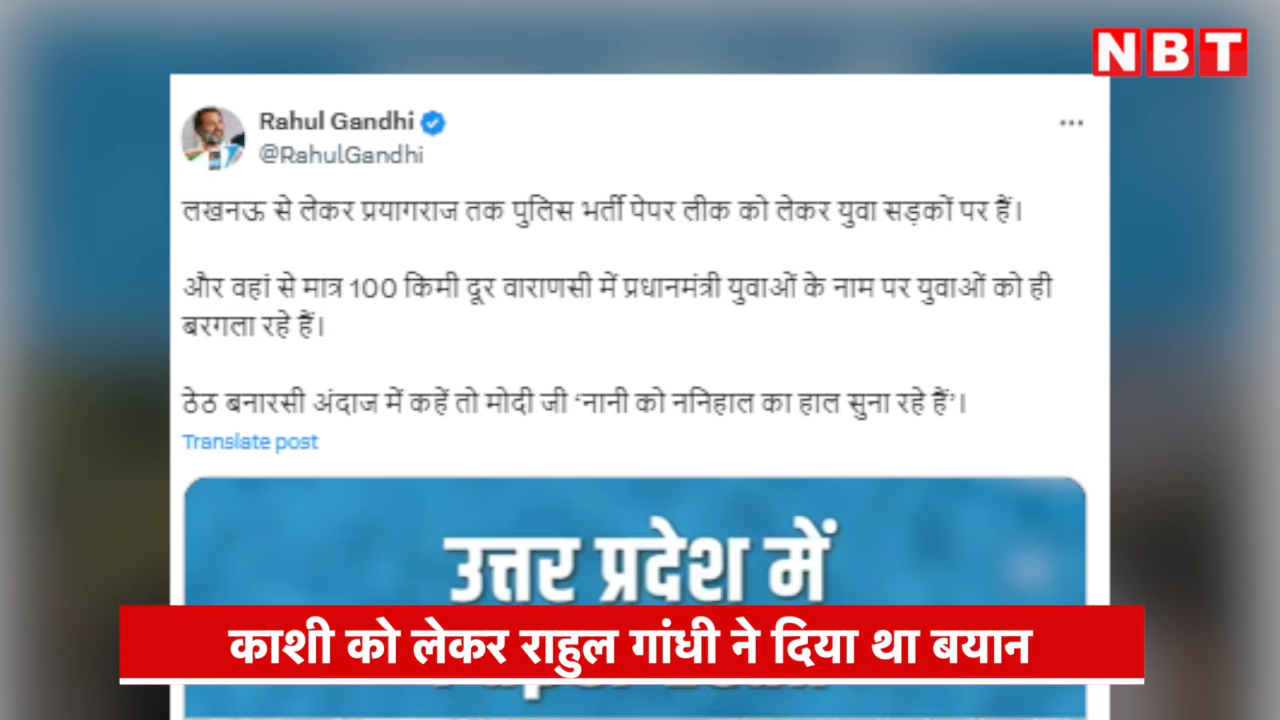 NBT
Rahul Gandhi
@RahulGandhi
लखनऊ से लेकर प्रयागराज तक पुलिस भर्ती पेपर लीक को लेकर युवा सड़कों पर हैं।
और वहां से मात्र 100 किमी दूर वाराणसी में प्रधानमंत्री युवाओं के नाम पर युवाओं को ही
बरगला रहे हैं।
ठेठ बनारसी अंदाज में कहें तो मोदी जी ‘नानी को ननिहाल का हाल सुना रहे हैं’।
Translate post
उत्तर प्रदेश में
काशी को लेकर राहुल गांधी ने दिया था बयान